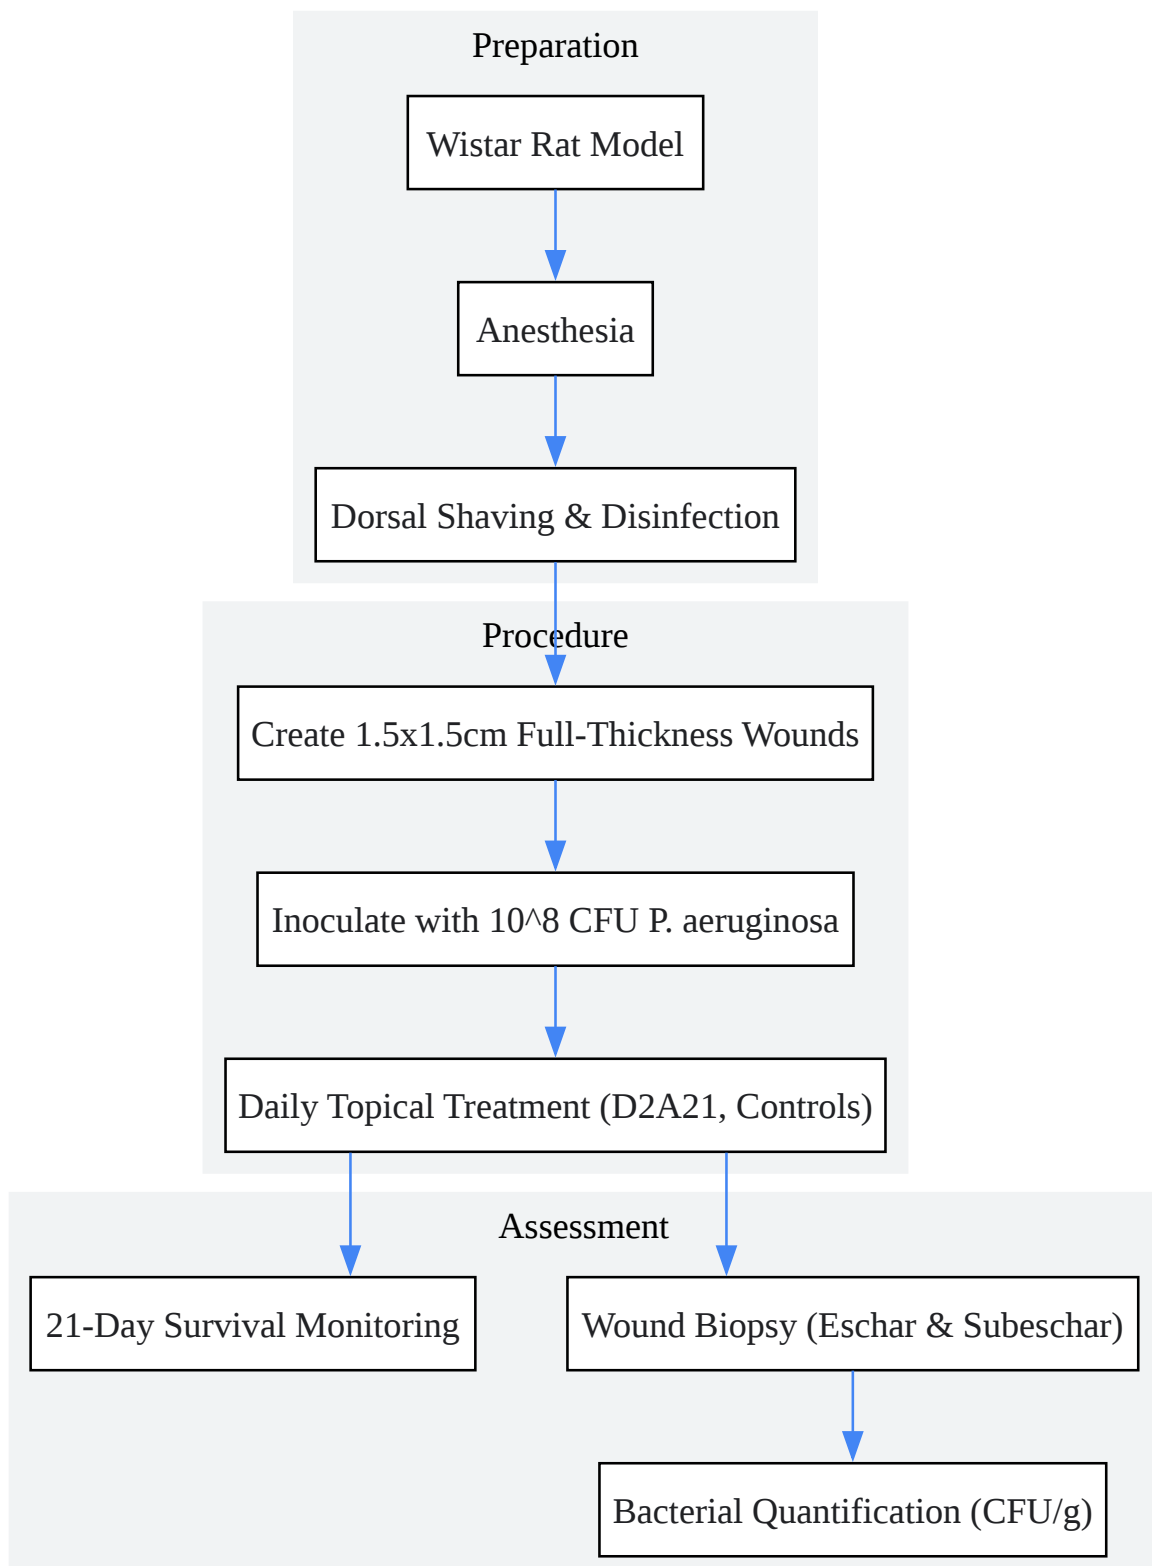 Preparation
Wistar Rat Model
Anesthesia
Dorsal Shaving & Disinfection
Procedure
Create 1.5x1.5cm Full-Thickness Wounds
Inoculate with 10^8 CFU P. aeruginosa
Daily Topical Treatment (D2A21, Controls)
Assessment
21-Day Survival Monitoring
Wound Biopsy (Eschar & Subeschar)
Bacterial Quantification (CFU/g)